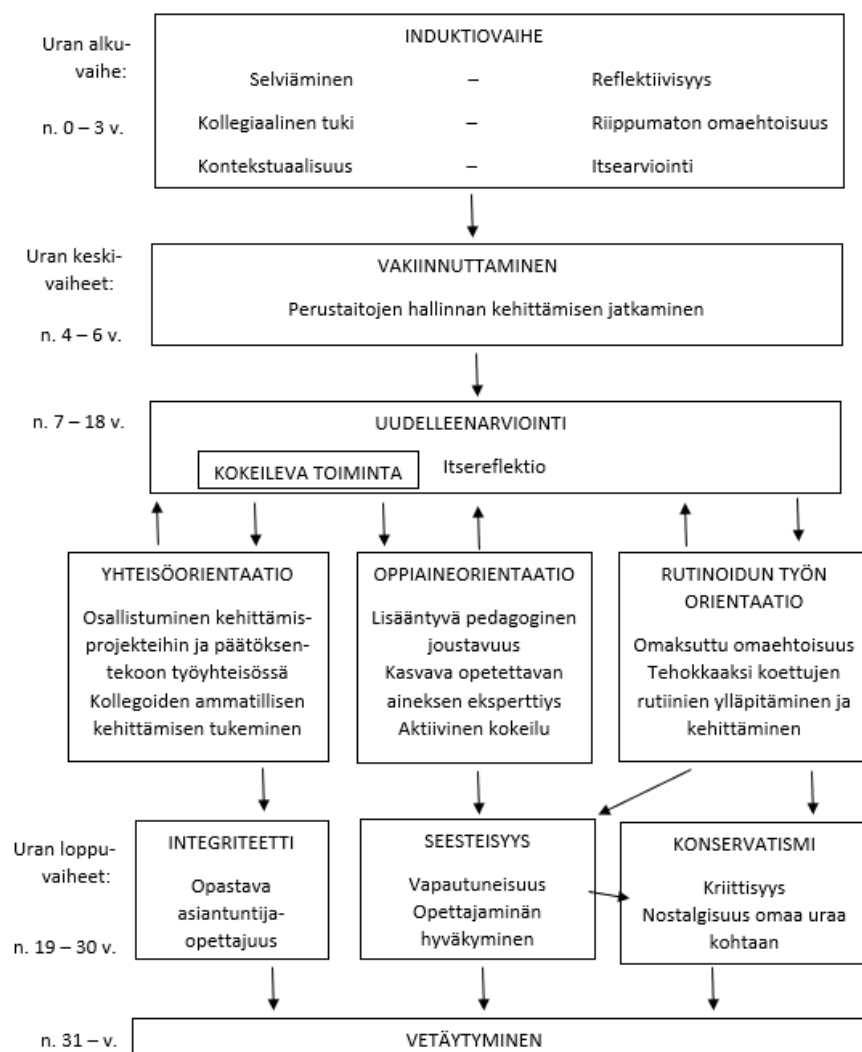 Uran alku-
vaihe:
n. 0 – 3 v.
INDUKTIOVAIHE
Selviäminen – Reflektiivisyys
Kollegiaalinen tuki – Riippumaton omaehtoisuus
Kontekstuaalisuus – Itsearviointi
Uran keski-
vaiheet:
n. 4 – 6 v.
VAKIINNUTTAMINEN
Perustaitojen hallinnan kehittämisen jatkaminen
n. 7 – 18 v.
UUDELLEENARVIOINTI
KOKEILEVA TOIMINTA Itsereflektio
YHTEISÖORIENTAATIO
Osallistuminen kehittämis-
projekteihin ja päätöksen-
tekoon työyhteisössä
Kollegoiden ammatillisen
kehittämisen tukeminen
OPPIAINEORIENTAATIO
Lisääntyvä pedagoginen
joustavuus
Kasvava opetettavan
aineksen eksperttiys
Aktiivinen kokeilu
RUTINOIDUN TYÖN
ORIENTAATIO
Omaksuttu omaehtoisuus
Tehokkaaksi koettujen
rutiinien ylläpitäminen ja
kehittäminen
Uran loppu-
vaiheet:
n. 19 – 30 v.
INTEGRITEETTI
Opastava
asiantuntija-
opettajuus
SEESTEISYYS
Vapautuneisuus
Opettajaminän
hyväkyminen
KONSERVATISMI
Kriittisyys
Nostalgisuus omaa uraa
kohtaan
n. 31 – v.
VETÄYTYMINEN